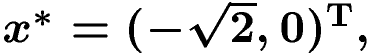 x* = (−√2, 0)ᵀ,